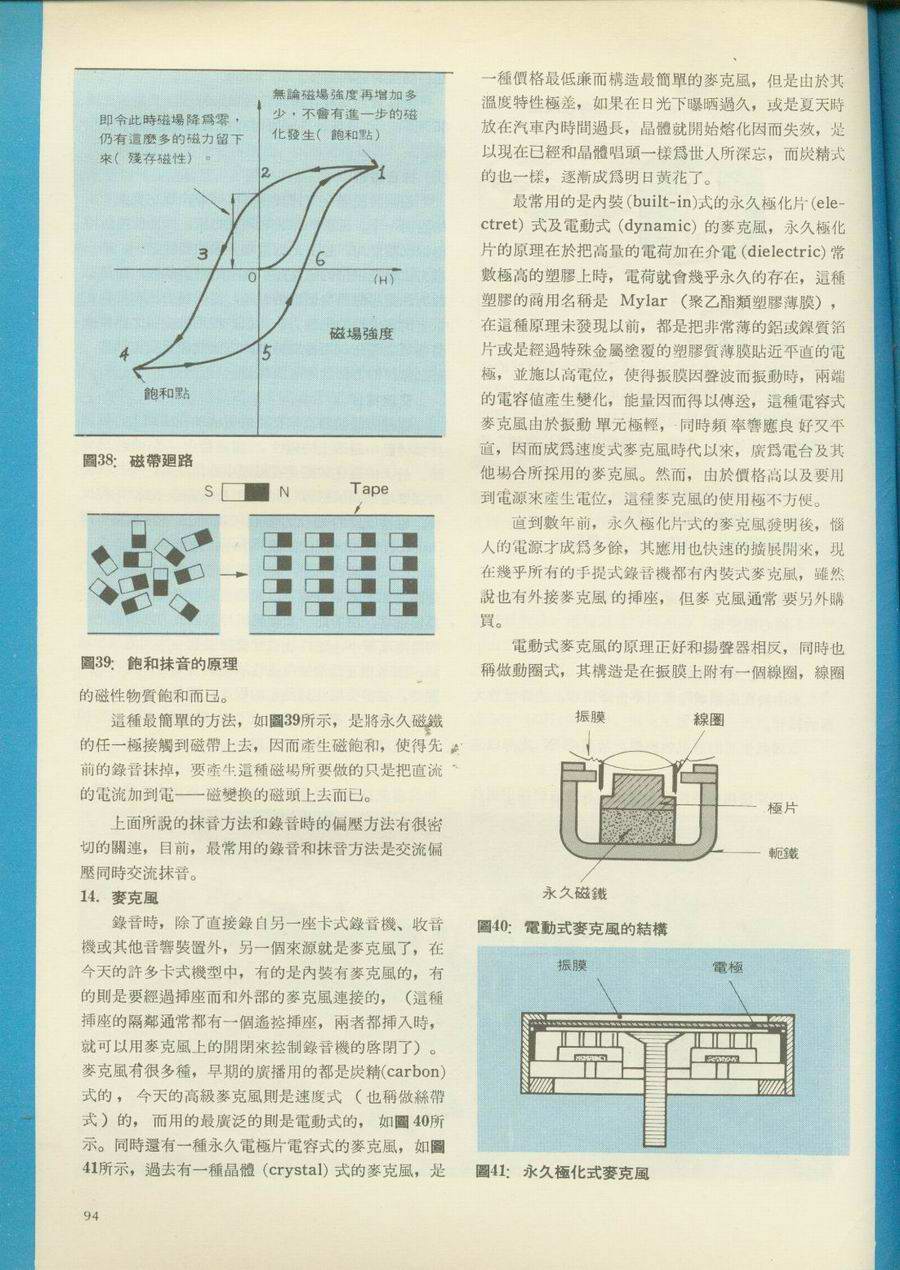 無論磁場強度再增加多
少，不會有進一步的磁
化發生（飽和點）
即令此時磁場降爲零，
仍有這麼多的磁力留下
來（殘存磁性）。
2
1
3
6
0
(H)
磁場強度
4
5
飽和點
圖38: 磁帶廻路
S N Tape
圖39: 飽和抹音的原理
的磁性物質飽和而已。
這種最簡單的方法，如圖39所示，是將永久磁鐵
的任一極接觸到磁帶上去，因而產生磁飽和，使得先
前的錄音抹掉，要產生這種磁場所要做的只是把直流
的電流加到電——磁變換的磁頭上去而已。
上面所說的抹音方法和錄音時的偏壓方法有很密
切的關連，目前，最常用的錄音和抹音方法是交流偏
壓同時交流抹音。
14. 麥克風
錄音時，除了直接錄自另一座卡式錄音機、收音
機或其他音響裝置外，另一個來源就是麥克風了，在
今天的許多卡式機型中，有的是內裝有麥克風的，有
的則是要經過揷座而和外部的麥克風連接的，（這種
揷座的隔鄰通常都有一個遙控揷座，兩者都揷入時，
就可以用麥克風上的開閉來控制錄音機的啓閉了）。
麥克風有很多種，早期的廣播用的都是炭精(carbon)
式的，今天的高級麥克風則是速度式（也稱做絲帶
式）的，而用的最廣泛的則是電動式的，如圖40所
示。同時還有一種永久電極片電容式的麥克風，如圖
41所示，過去有一種晶體 (crystal) 式的麥克風，是
一種價格最低廉而構造最簡單的麥克風，但是由於其
溫度特性極差，如果在日光下曝晒過久，或是夏天時
放在汽車內時間過長，晶體就開始熔化因而失效，是
以現在已經和晶體唱頭一樣爲世人所深忘，而炭精式
的也一樣，逐漸成爲明日黃花了。
最常用的是內裝(built-in)式的永久極化片(ele-
ctret) 式及電動式 (dynamic) 的麥克風，永久極化
片的原理在於把高量的電荷加在介電 (dielectric) 常
數極高的塑膠上時，電荷就會幾乎永久的存在，這種
塑膠的商用名稱是 Mylar （聚乙酯類塑膠薄膜），
在這種原理未發現以前，都是把非常薄的鋁或鎳質箔
片或是經過特殊金屬塗覆的塑膠質薄膜貼近平直的電
極，並施以高電位，使得振膜因聲波而振動時，兩端
的電容値產生變化，能量因而得以傳送，這種電容式
麥克風由於振動單元極輕，同時頻率響應良好又平
直，因而成爲速度式麥克風時代以來，廣爲電台及其
他場合所採用的麥克風。然而，由於價格高以及要用
到電源來產生電位，這種麥克風的使用極不方便。
直到數年前，永久極化片式的麥克風發明後，惱
人的電源才成爲多餘，其應用也快速的擴展開來，現
在幾乎所有的手提式錄音機都有內裝式麥克風，雖然
說也有外接麥克風的揷座，但麥克風通常要另外購
買。
電動式麥克風的原理正好和揚聲器相反，同時也
稱做動圈式，其構造是在振膜上附有一個線圈，線圈
振膜
線圈
極片
軛鐵
永久磁鐵
圖40: 電動式麥克風的結構
振膜
電極
圖41: 永久極化式麥克風
94